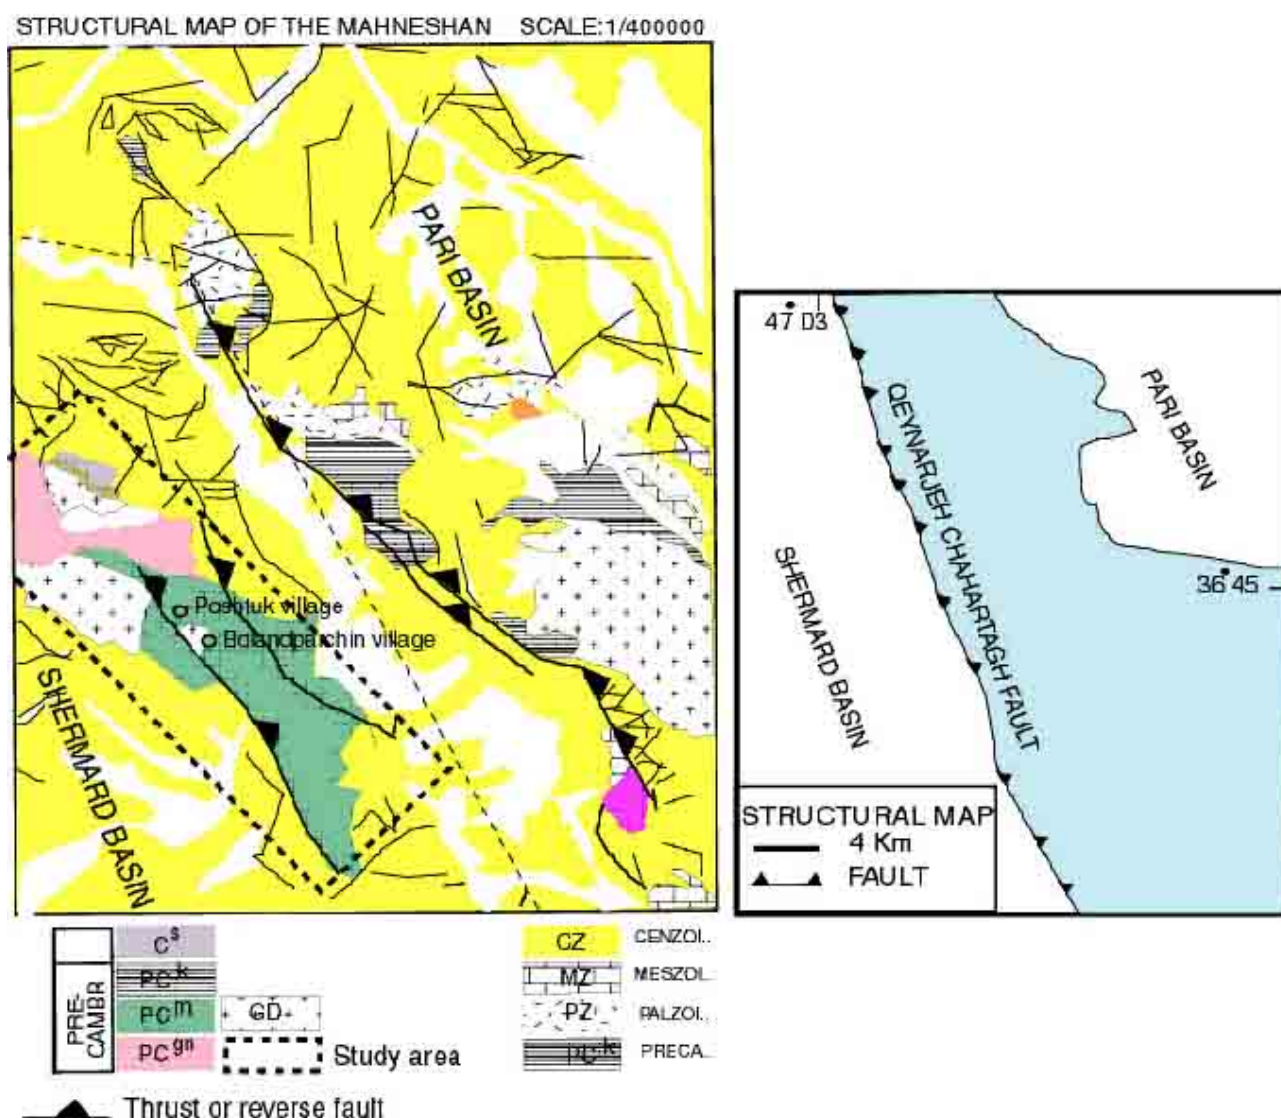 STRUCTURAL MAP OF THE MAHNESHAN SCALE:1/400000
PARI BASIN
Poshtuk village
Bolandparchin village
SHERMARD BASIN
47 03
QEYNARJEH CHAHARTAGH FAULT
PARI BASIN
36 45
SHERMARD BASIN
STRUCTURAL MAP
4 Km
FAULT
PRE-
CAMBR
C^s
PC^k
PC^m
GD
PC^gn
Study area
CZ CENZOI..
MZ MESZOI..
PZ PALZOI..
PC^k PRECA..
Thrust or reverse fault